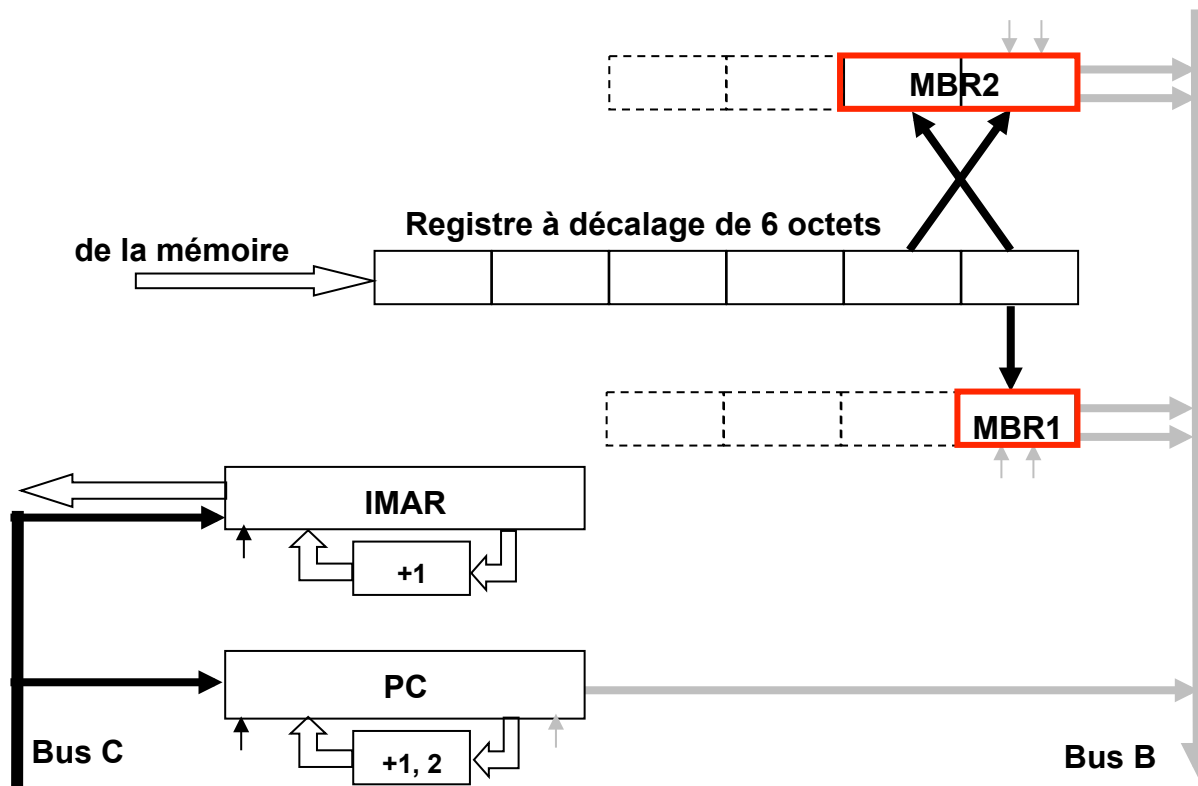 MBR2
Registre à décalage de 6 octets
de la mémoire
MBR1
IMAR
+1
PC
+1, 2
Bus C
Bus B